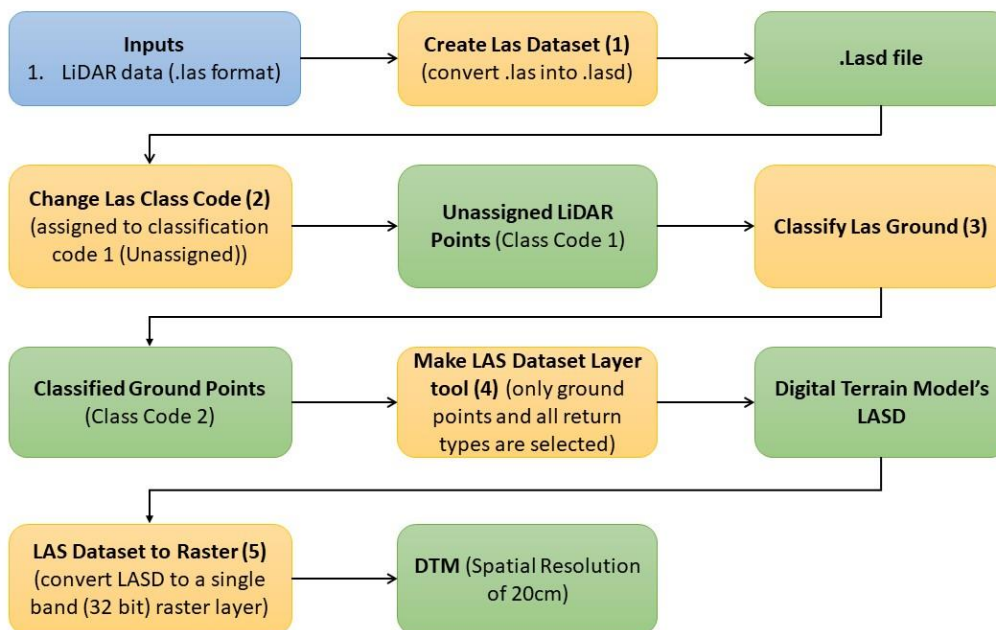 Inputs
1. LiDAR data (.las format)
Create Las Dataset (1)
(convert .las into .lasd)
.Lasd file
Change Las Class Code (2)
(assigned to classification
code 1 (Unassigned))
Unassigned LiDAR
Points (Class Code 1)
Classify Las Ground (3)
Classified Ground Points
(Class Code 2)
Make LAS Dataset Layer
tool (4) (only ground
points and all return
types are selected)
Digital Terrain Model's
LASD
LAS Dataset to Raster (5)
(convert LASD to a single
band (32 bit) raster layer)
DTM (Spatial Resolution
of 20cm)